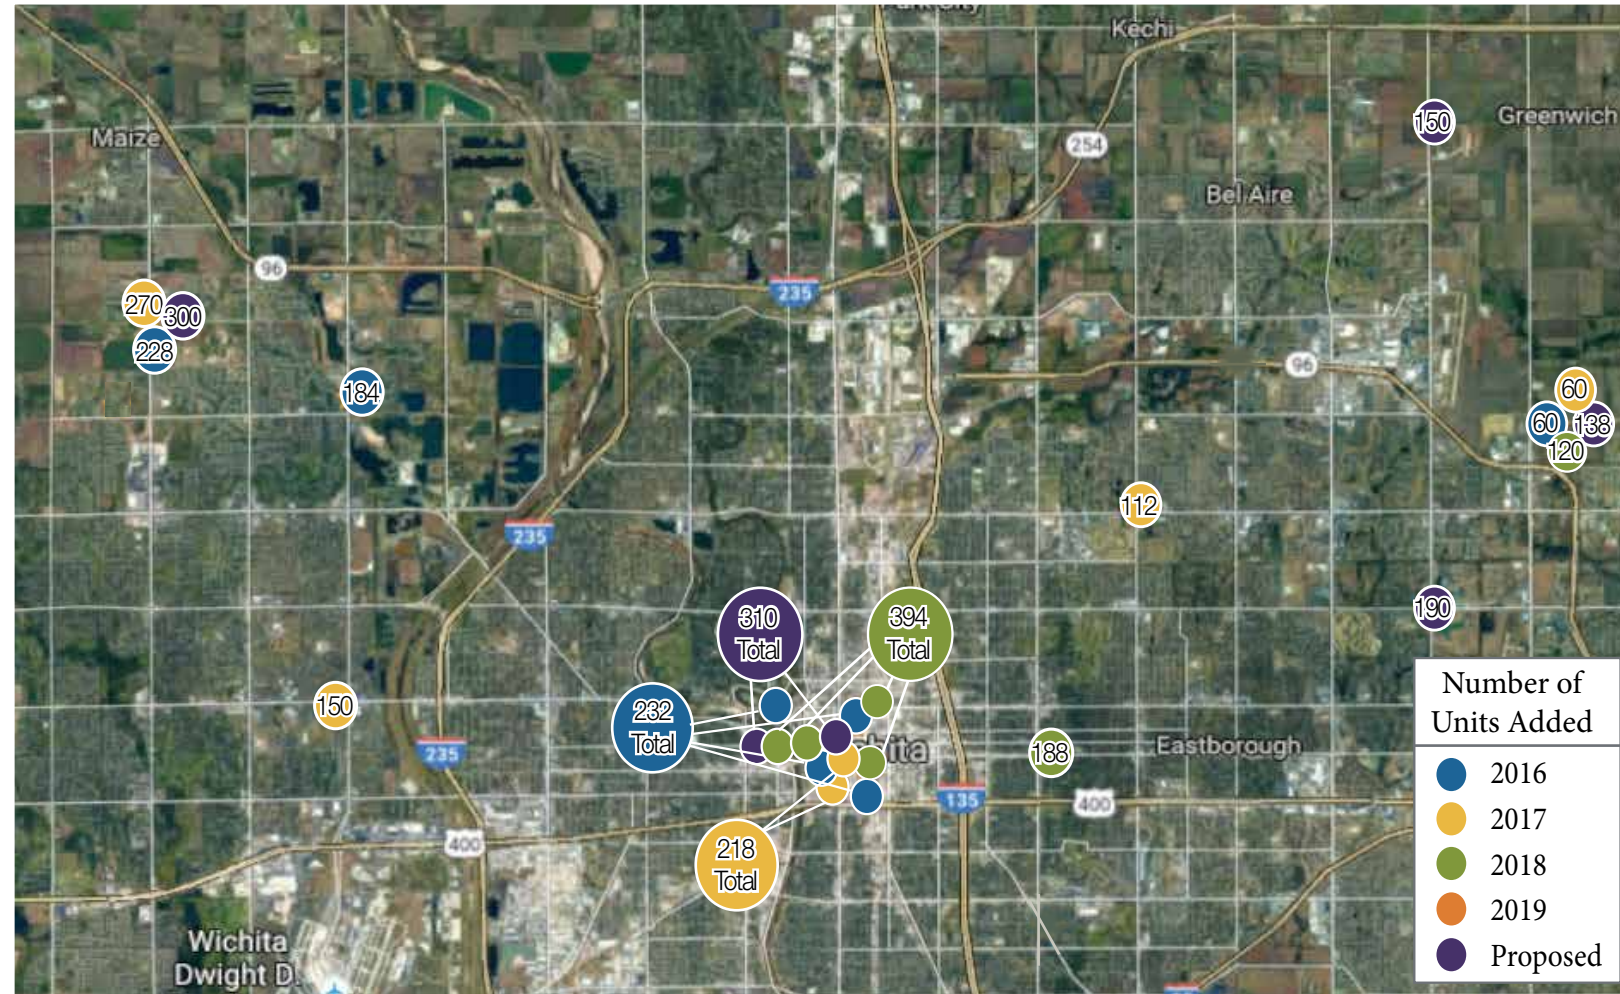 Park City
Kechi
Greenwich
150
Maize
254
Bel Aire
96
235
270
300
228
184
96
60
60
138
120
112
235
310
Total
394
Total
190
232
Total
150
235
188
Eastborough
135
400
400
218
Total
Wichita
Dwight D.
Number of
Units Added
2016
2017
2018
2019
Proposed